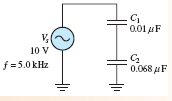 C₁
0.01 μF
Vₛ
10 V
f = 5.0 kHz
C₂
0.068 μF